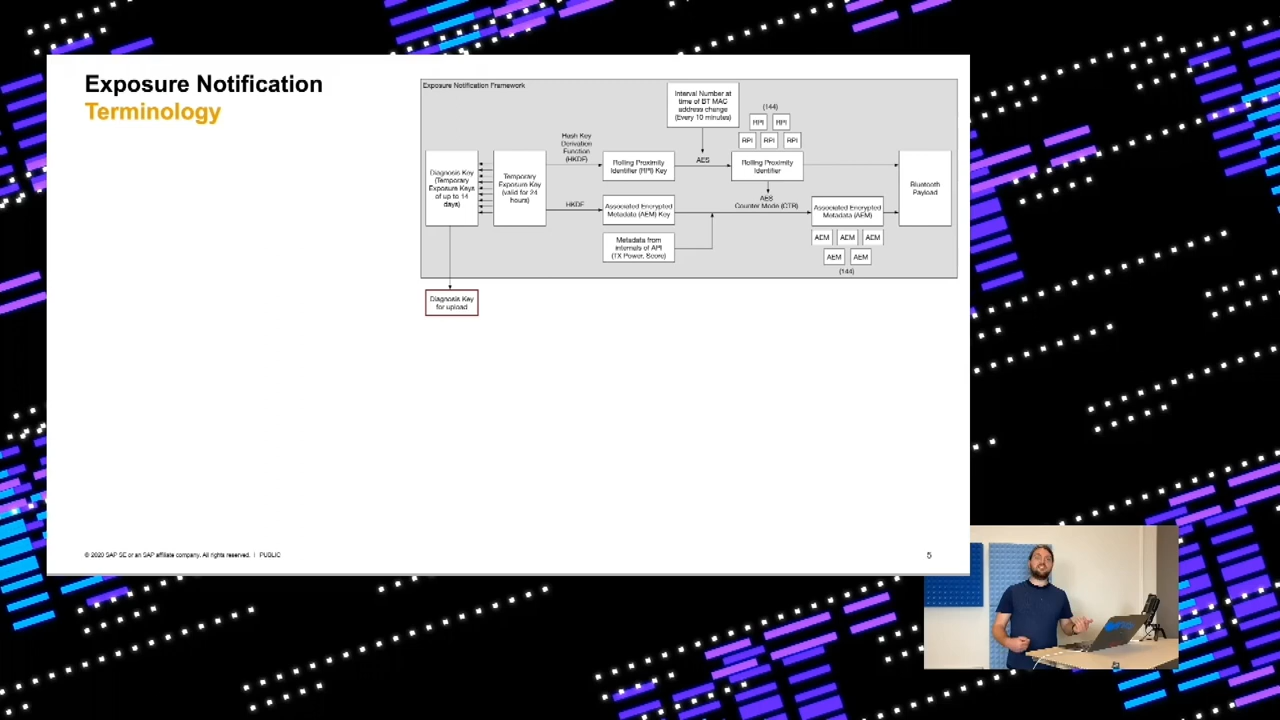 Exposure Notification
Terminology
Exposure Notification Framework
Interval Number at
time of BT MAC
address change
(Every 10 minutes)
(144)
RPI
RPI
RPI
RPI
RPI
Hash Key
Derivation
Function
(HKDF)
Diagnosis Key
(Temporary
Exposure Keys
of up to 14
days)
Temporary
Exposure Key
(valid for 24
hours)
Rolling Proximity
Identifier (RPI) Key
AES
Rolling Proximity
Identifier
Bluetooth
Payload
HKDF
Associated Encrypted
Metadata (AEM) Key
AES
Counter Mode (CTR)
Associated Encrypted
Metadata (AEM)
Metadata from
internals of API
(TX Power, Score)
AEM
AEM
AEM
AEM
AEM
(144)
Diagnosis Key
for upload
© 2020 SAP SE or an SAP affiliate company. All rights reserved. | PUBLIC
5